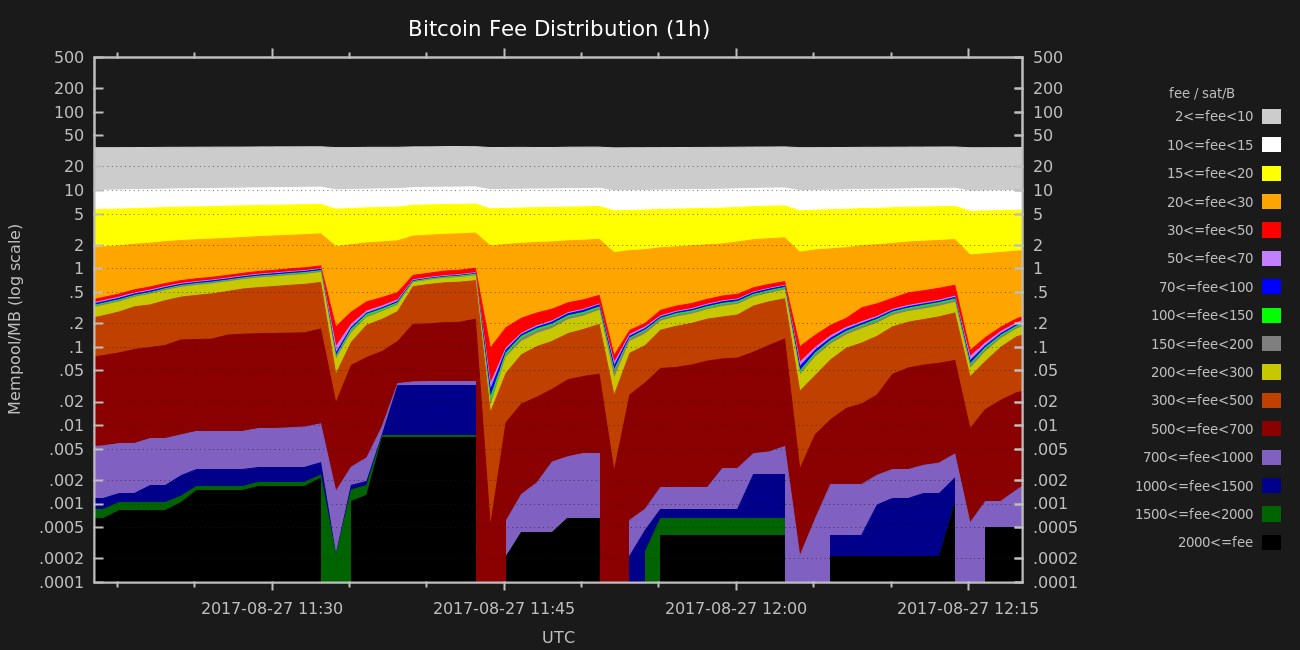 Bitcoin Fee Distribution (1h)
500
200
100
50
20
10
5
2
1
.5
.2
.1
.05
.02
.01
.005
.002
.001
.0005
.0002
.0001
Mempool/MB (log scale)
500
200
100
50
20
10
5
2
1
.5
.2
.1
.05
.02
.01
.005
.002
.001
.0005
.0002
.0001
2017-08-27 11:30
2017-08-27 11:45
2017-08-27 12:00
2017-08-27 12:15
UTC
fee / sat/B
2<=fee<10
10<=fee<15
15<=fee<20
20<=fee<30
30<=fee<50
50<=fee<70
70<=fee<100
100<=fee<150
150<=fee<200
200<=fee<300
300<=fee<500
500<=fee<700
700<=fee<1000
1000<=fee<1500
1500<=fee<2000
2000<=fee